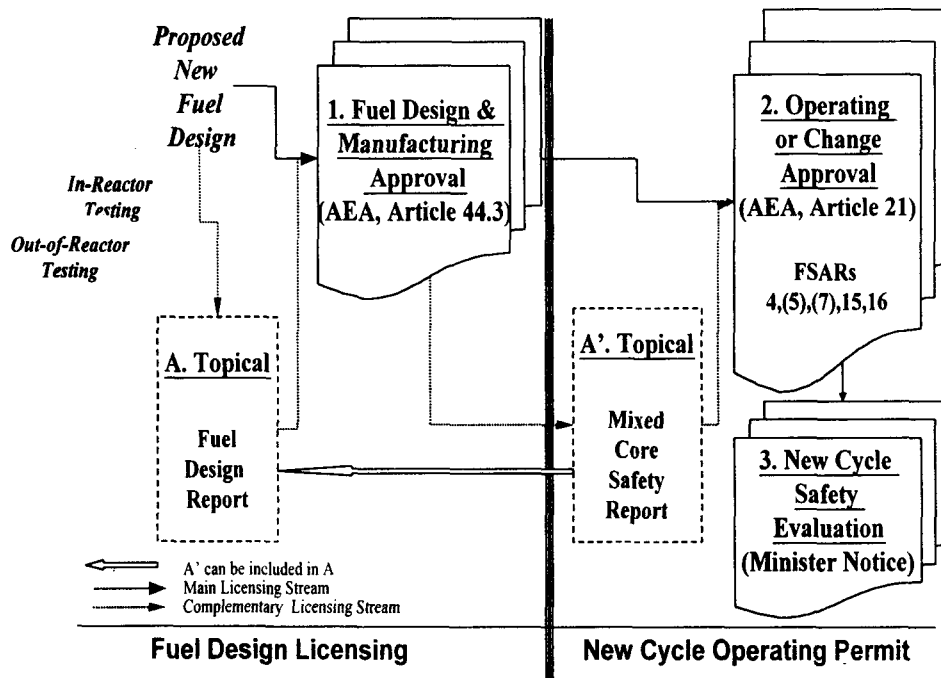 Proposed
New
Fuel
Design
1. Fuel Design &
Manufacturing
Approval
(AEA, Article 44.3)
2. Operating
or Change
Approval
(AEA, Article 21)
FSARs
4,(5),(7),15,16
In-Reactor
Testing
Out-of-Reactor
Testing
A. Topical
Fuel
Design
Report
A'. Topical
Mixed
Core
Safety
Report
3. New Cycle
Safety
Evaluation
(Minister Notice)
A' can be included in A
Main Licensing Stream
Complementary Licensing Stream
Fuel Design Licensing
New Cycle Operating Permit